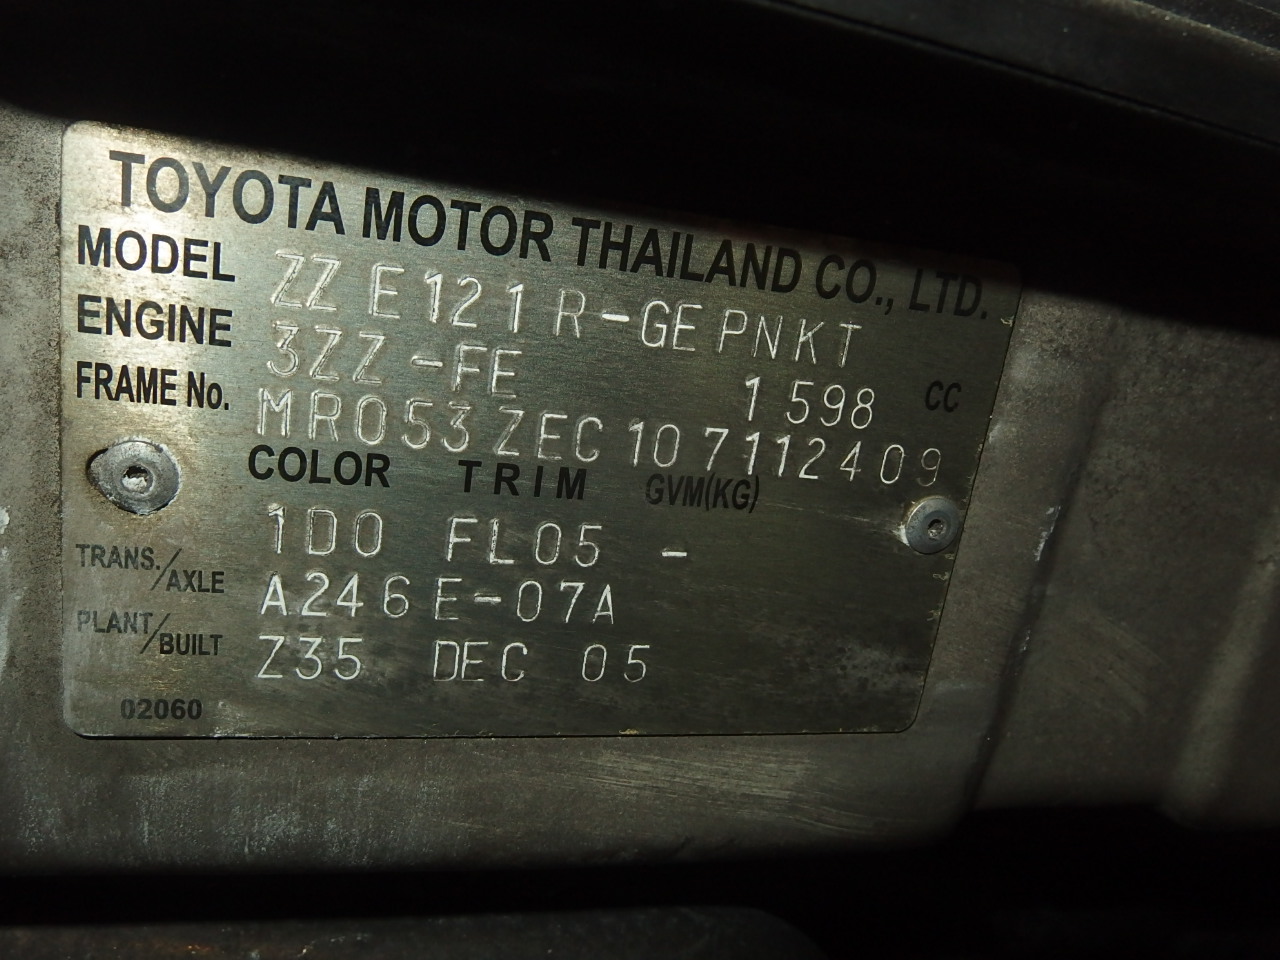 TOYOTA MOTOR THAILAND CO., LTD.
MODEL ZZE121R-GEPNKT
ENGINE 3ZZ-FE 1598 CC
FRAME No. MR053ZEC107112409
COLOR TRIM GVM(KG)
1D0 FL05 -
TRANS./AXLE A246E-07A
PLANT/BUILT Z35 DEC 05
02060